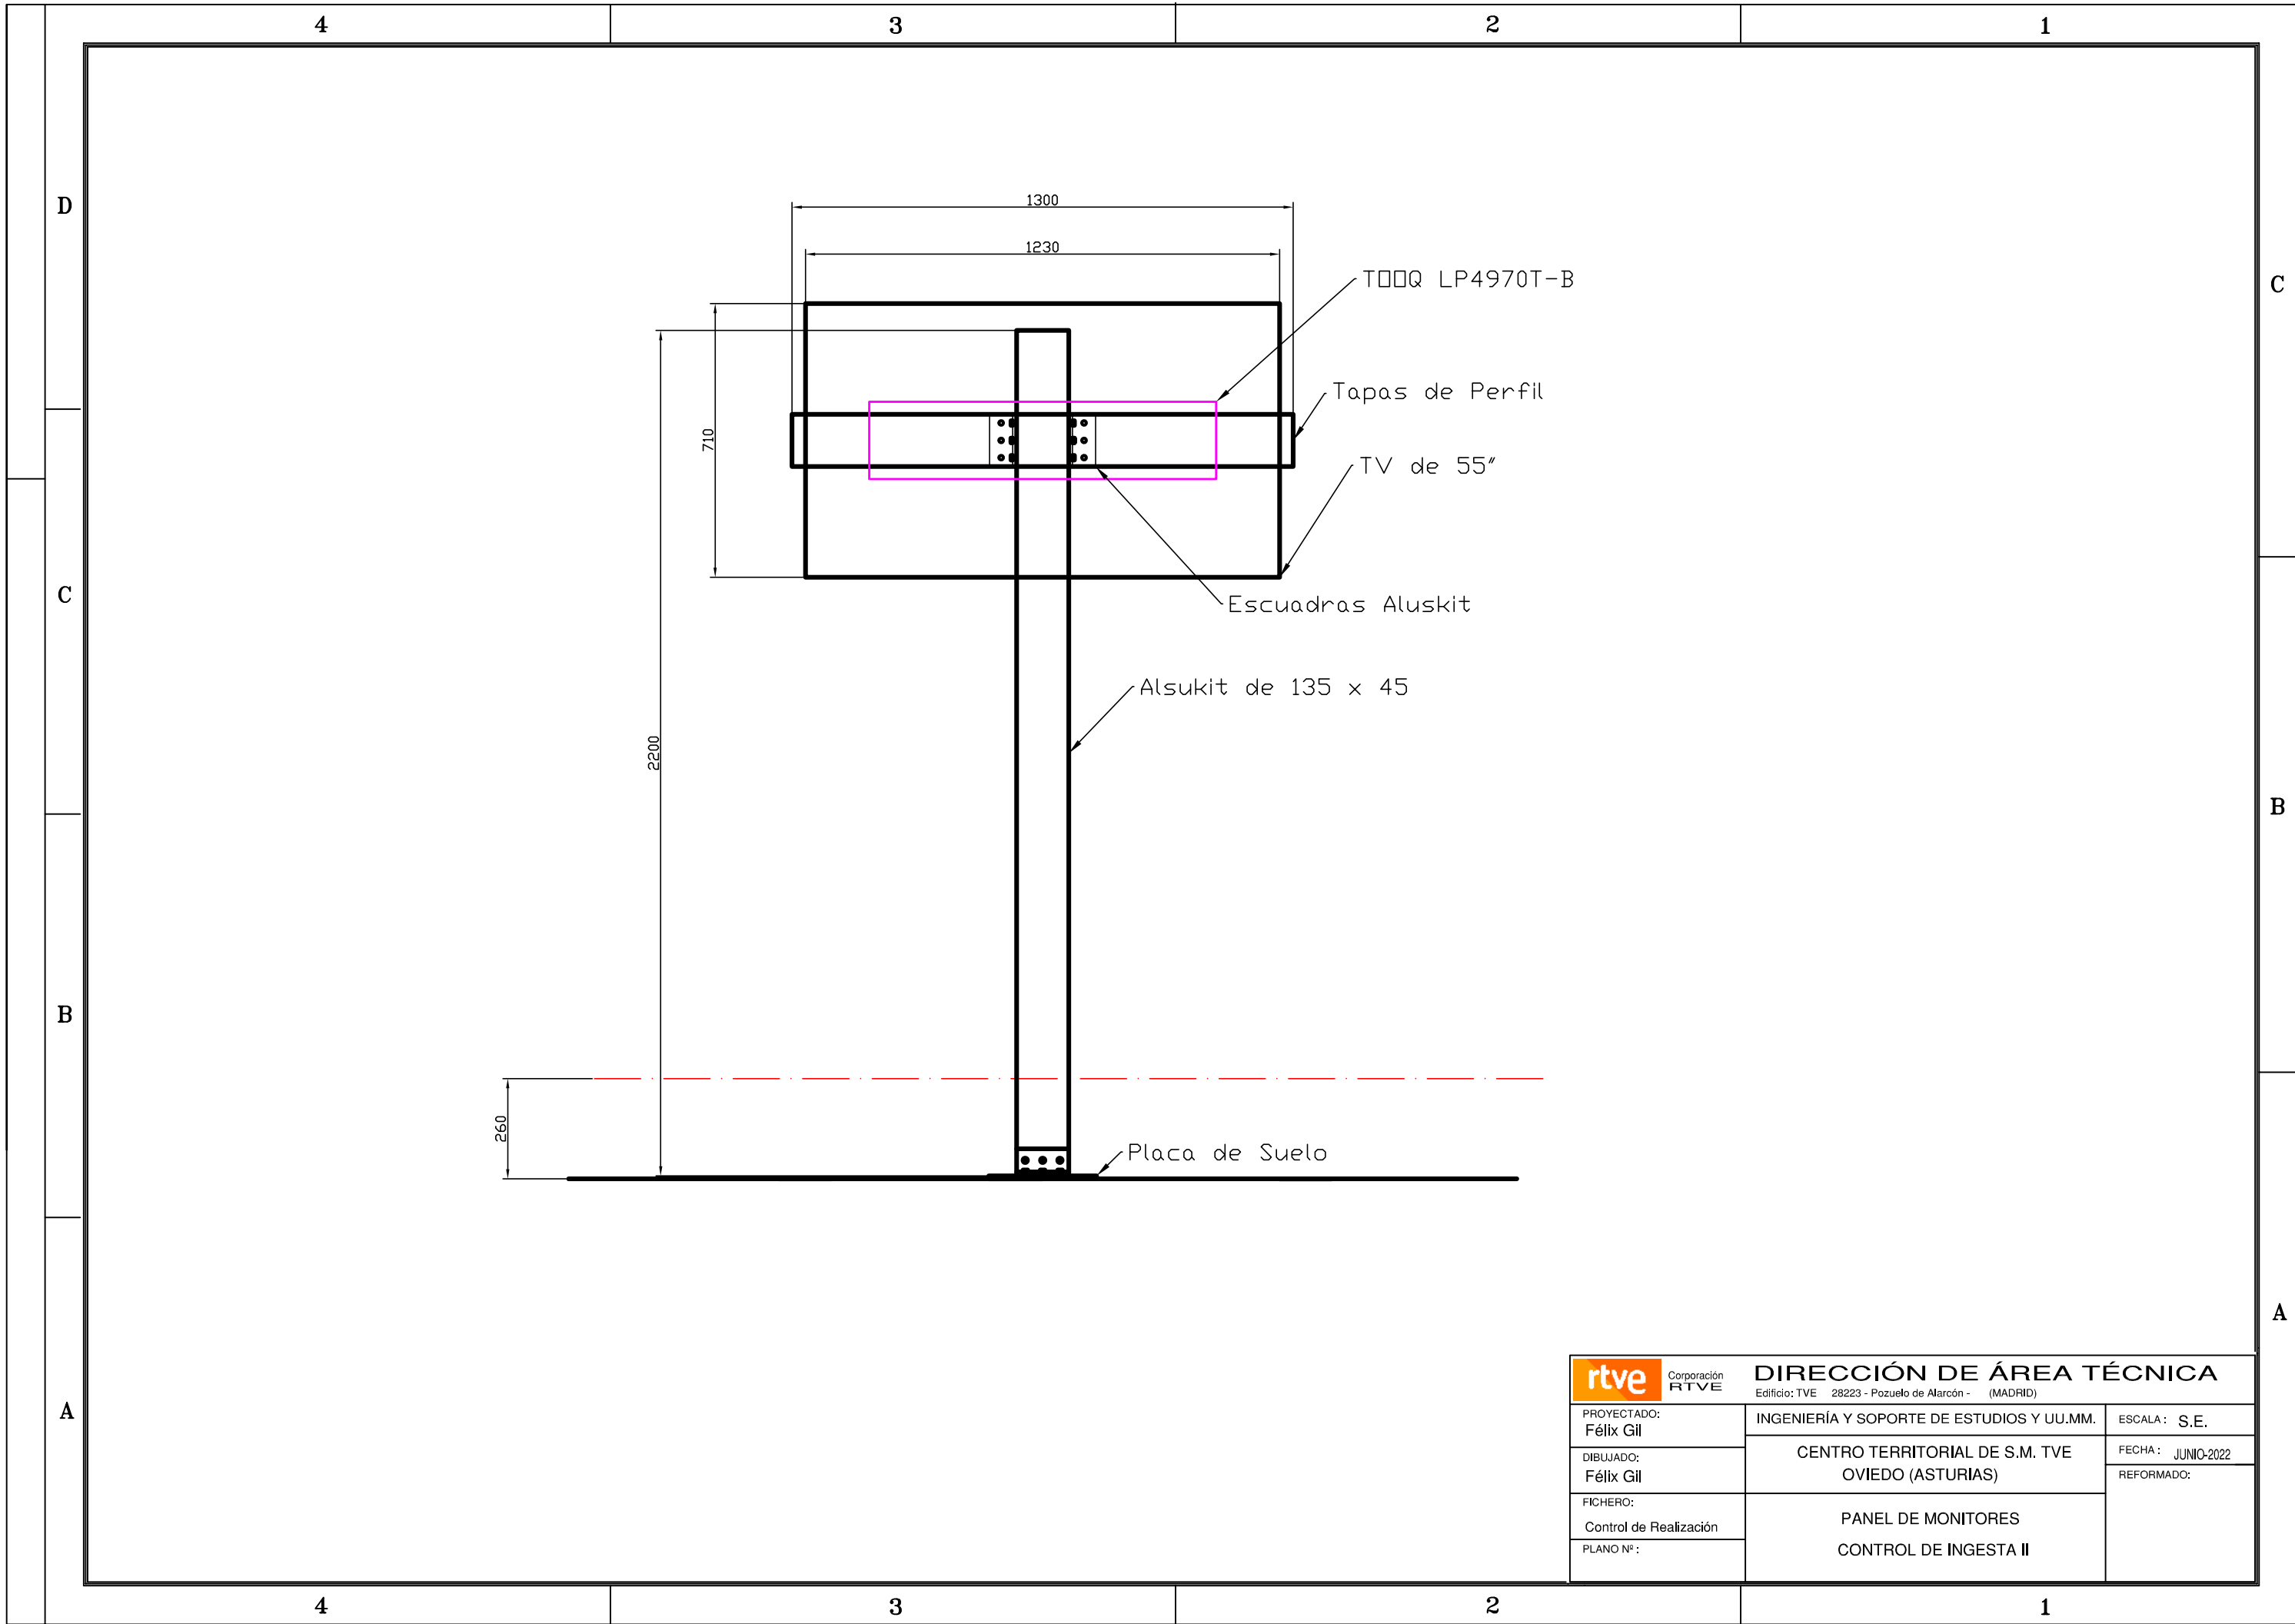 4 3 2 1
D
C
B
A
C
B
A
1300
1230
TOOQ LP4970T-B
Tapas de Perfil
710
TV de 55"
Escuadras Aluskit
Alsukit de 135 x 45
2200
260
Placa de Suelo
rtve
Corporación
RTVE
DIRECCIÓN DE ÁREA TÉCNICA
Edificio: TVE 28223 - Pozuelo de Alarcón - (MADRID)
PROYECTADO:
Félix Gil
INGENIERÍA Y SOPORTE DE ESTUDIOS Y UU.MM.
ESCALA: S.E.
DIBUJADO:
Félix Gil
CENTRO TERRITORIAL DE S.M. TVE
OVIEDO (ASTURIAS)
FECHA: JUNIO-2022
REFORMADO:
FICHERO:
Control de Realización
PANEL DE MONITORES
CONTROL DE INGESTA II
PLANO Nº:
4 3 2 1